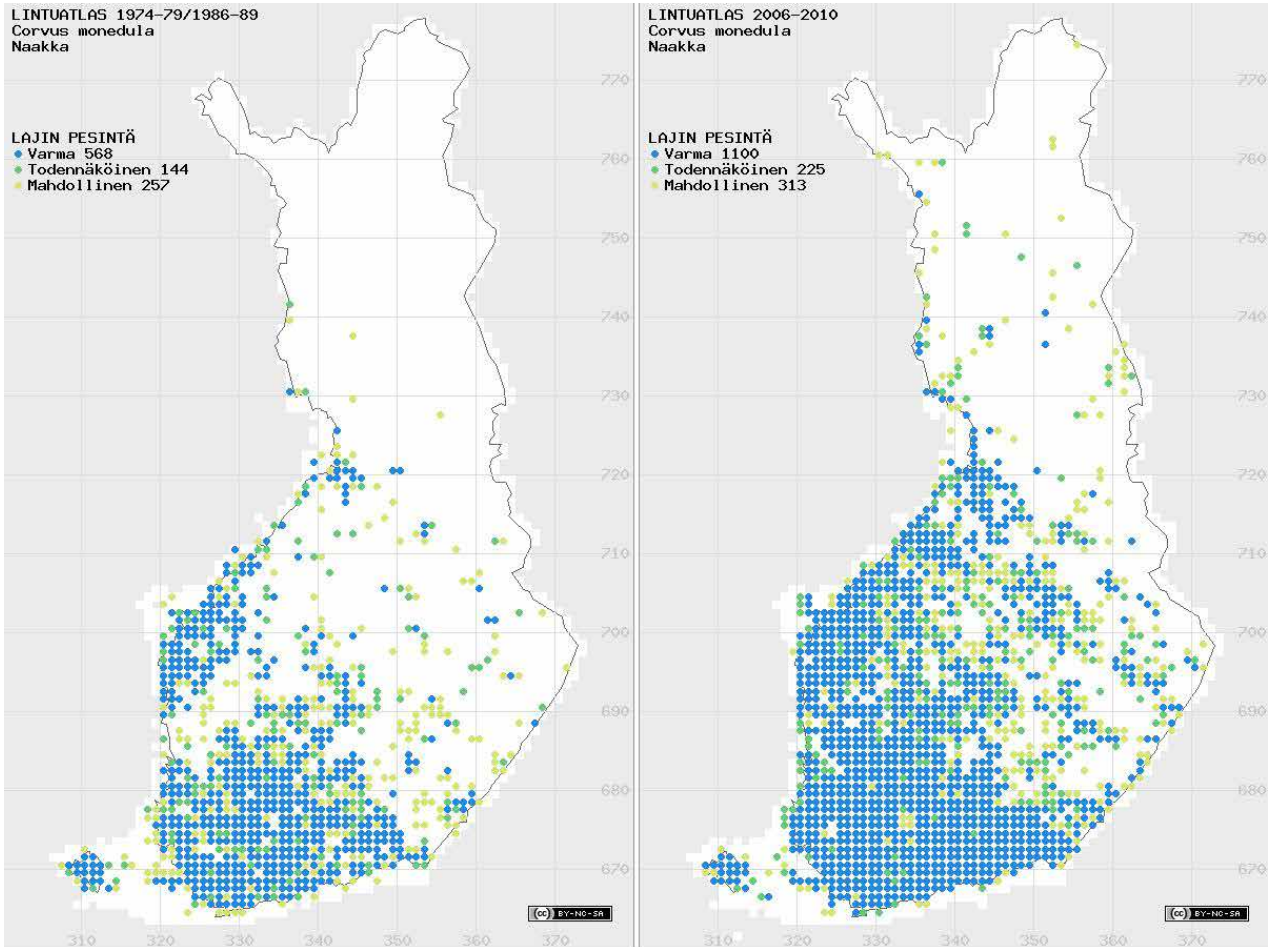 LINTUATLAS 1974-79/1986-89
Corvus monedula
Naakka
LAJIN PESINTÄ
Varma 568
Todennäköinen 144
Mahdollinen 257
770
760
750
740
730
720
710
700
690
680
670
310 320 330 340 350 360 370
(cc) BY-NC-SA
LINTUATLAS 2006-2010
Corvus monedula
Naakka
LAJIN PESINTÄ
Varma 1100
Todennäköinen 225
Mahdollinen 313
770
760
750
740
730
720
710
700
690
680
670
310 320 330 340 350 360 370
(cc) BY-NC-SA